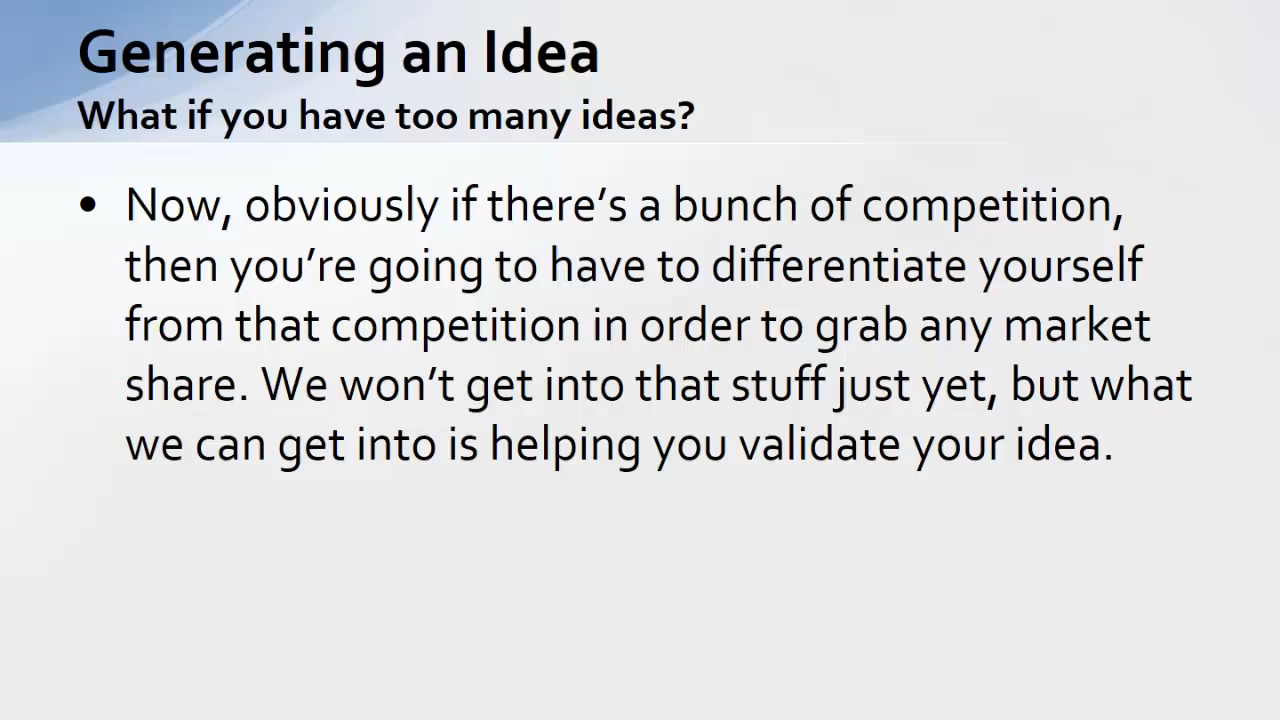 Generating an Idea
What if you have too many ideas?
• Now, obviously if there’s a bunch of competition,
then you’re going to have to differentiate yourself
from that competition in order to grab any market
share. We won’t get into that stuff just yet, but what
we can get into is helping you validate your idea.